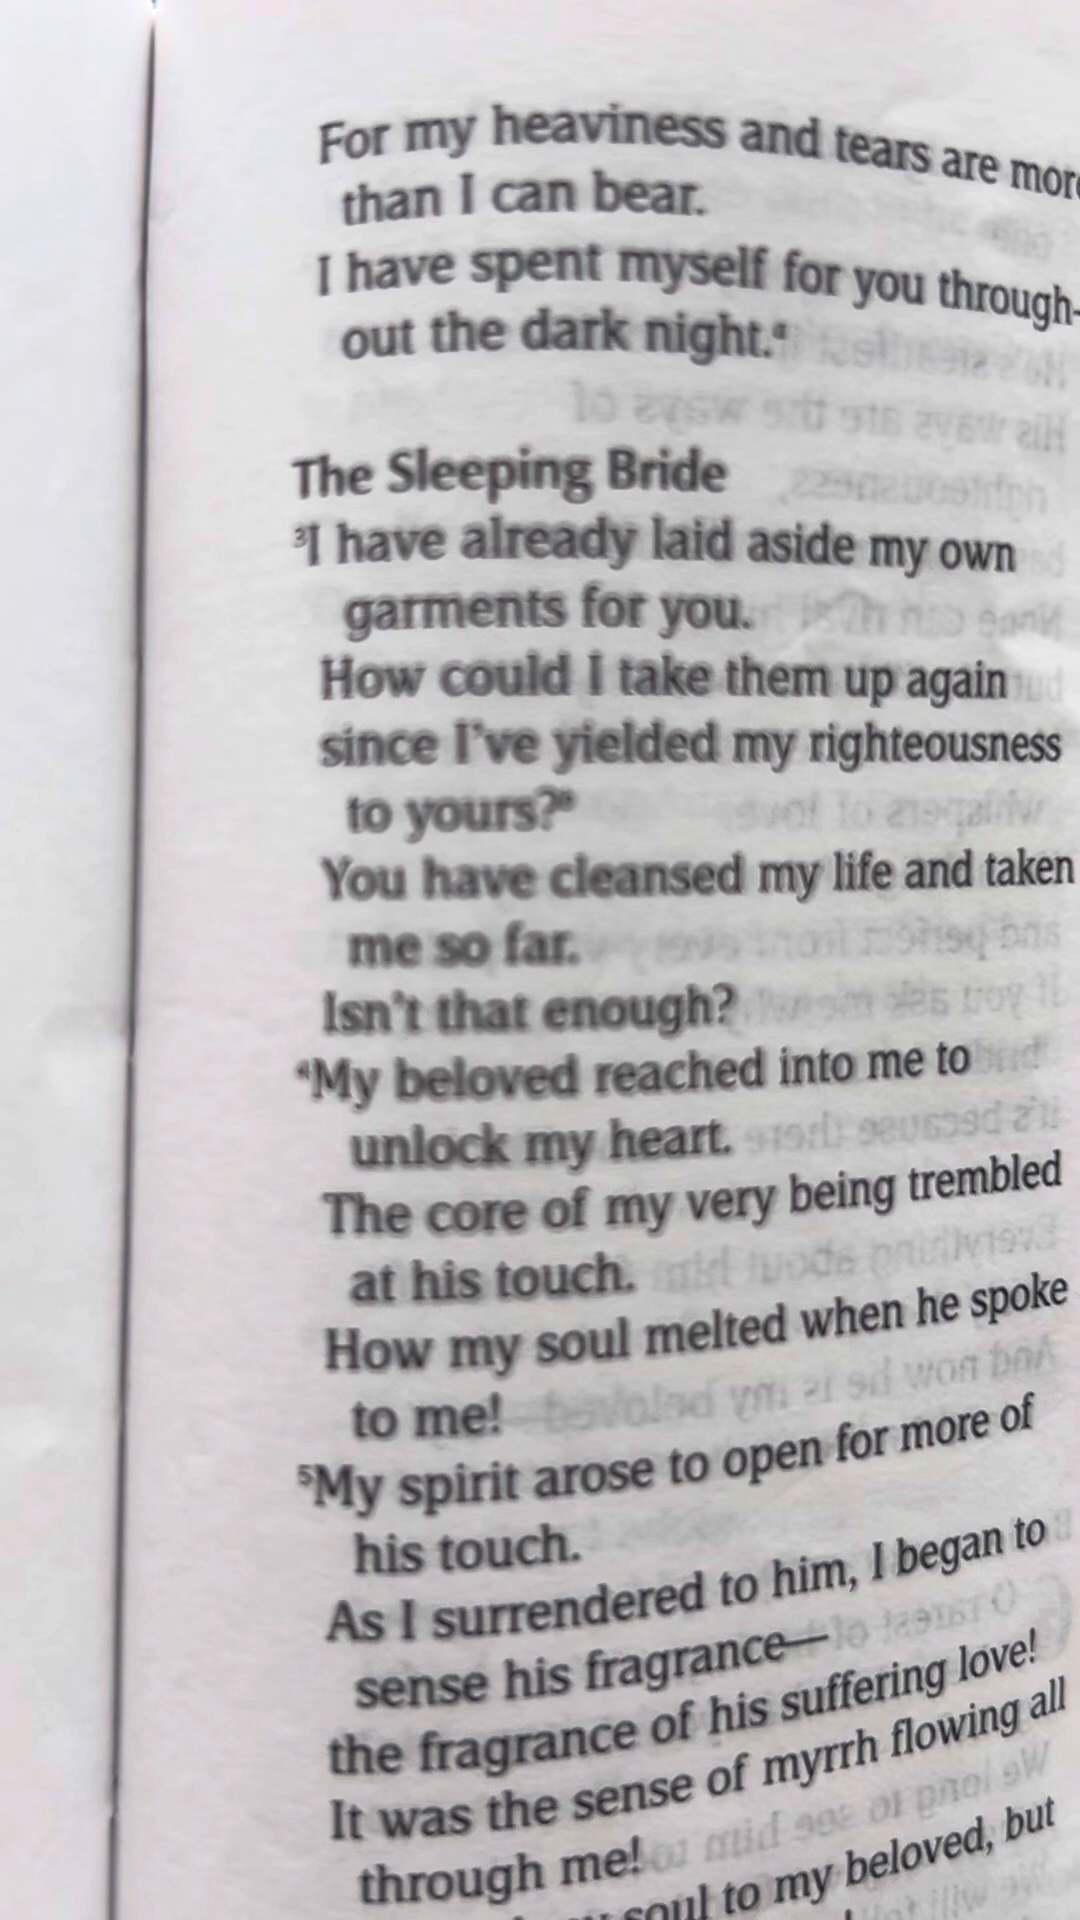 For my heaviness and tears are more
than I can bear.
I have spent myself for you through-
out the dark night.ᵃ
The Sleeping Bride
³I have already laid aside my own
garments for you.
How could I take them up again
since I've yielded my righteousness
to yours?
You have cleansed my life and taken
me so far.
Isn't that enough?
⁴My beloved reached into me to
unlock my heart.
The core of my very being trembled
at his touch.
How my soul melted when he spoke
to me!
⁵My spirit arose to open for more of
his touch.
As I surrendered to him, I began to
sense his fragrance—
the fragrance of his suffering love!
It was the sense of myrrh flowing all
through me!
soul to my beloved, but